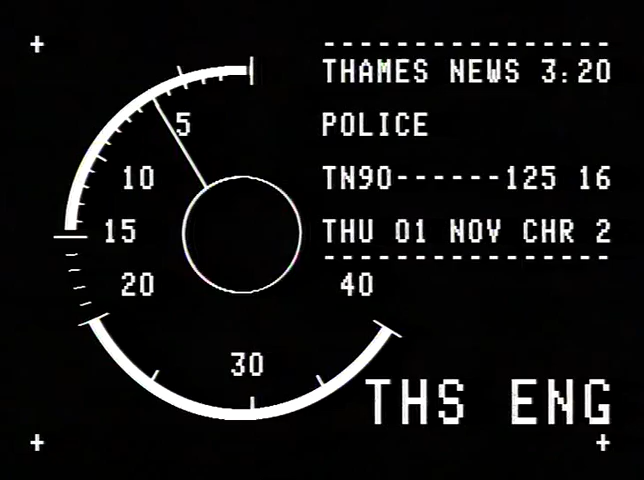 THAMES NEWS 3:20
POLICE
TN90------125 16
THU 01 NOV CHR 2
5
10
15
20
30
40
THS ENG